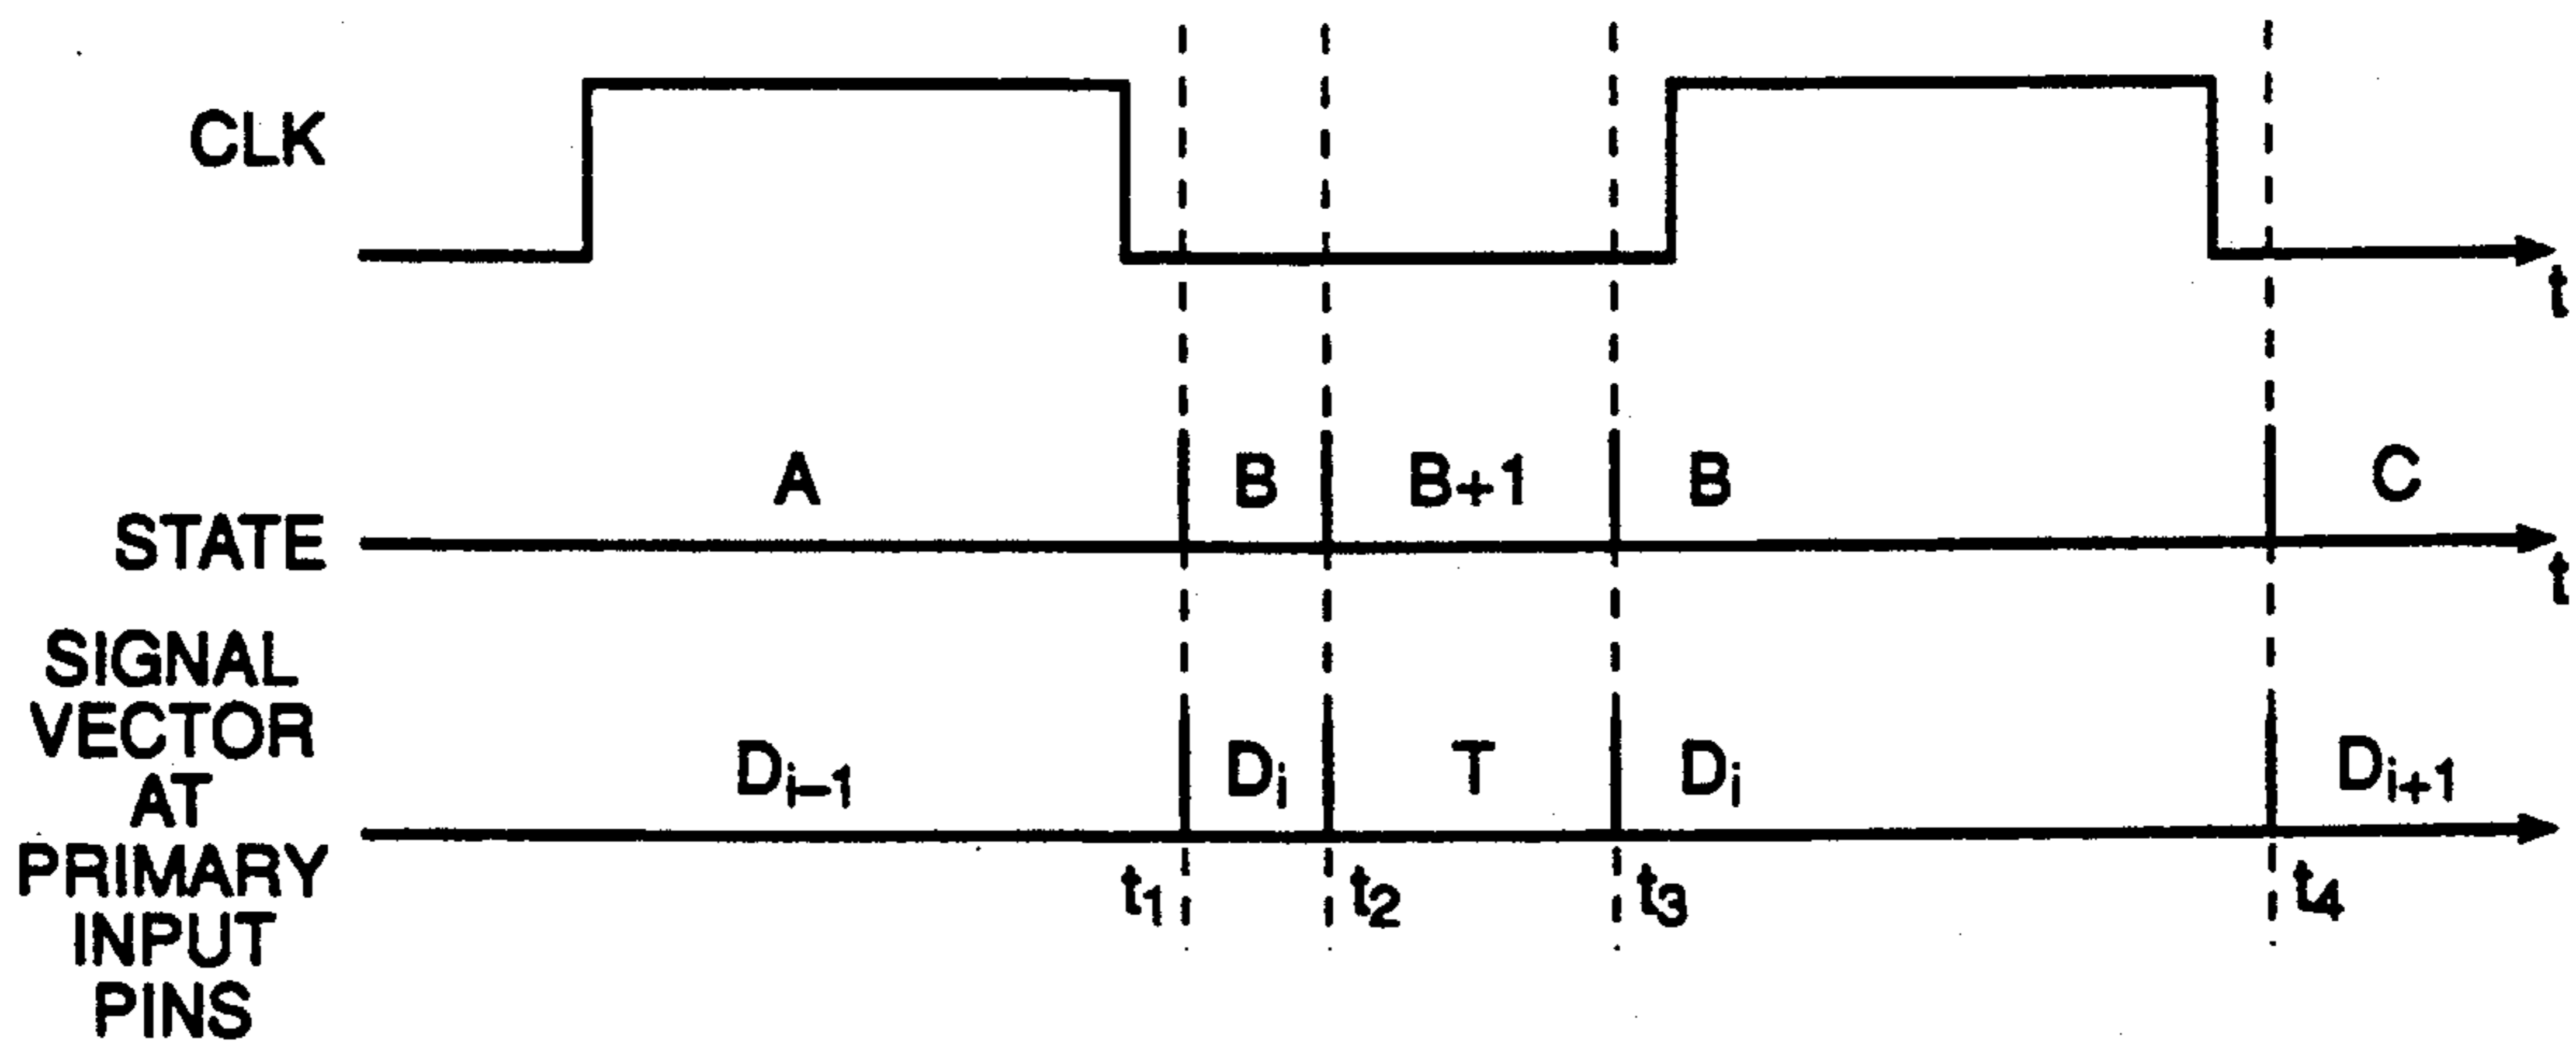 CLK
t
A B B+1 B C
STATE
t
SIGNAL
VECTOR
AT
PRIMARY
INPUT
PINS
Di–1 Di T Di Di+1
t1 t2 t3 t4